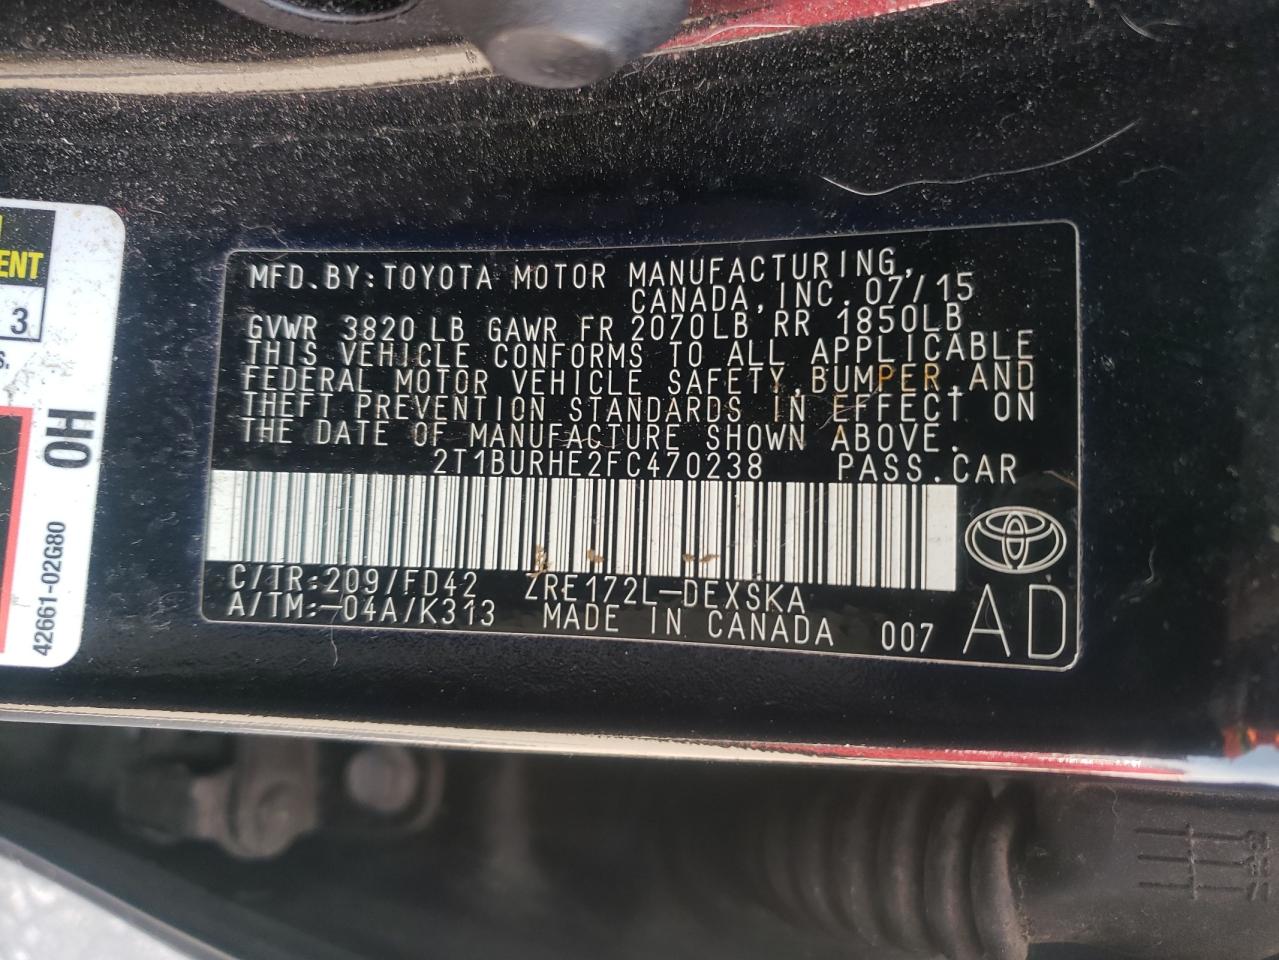 MFD.BY:TOYOTA MOTOR MANUFACTURING,
CANADA,INC. 07/15
GVWR 3820 LB GAWR FR 2070LB RR 1850LB
THIS VEHICLE CONFORMS TO ALL APPLICABLE
FEDERAL MOTOR VEHICLE SAFETY,BUMPER,AND
THEFT PREVENTION STANDARDS IN EFFECT ON
THE DATE OF MANUFACTURE SHOWN ABOVE.
2T1BURHE2FC470238 PASS.CAR
C/TR:209/FD42 ZRE172L-DEXSKA
A/TM:-04A/K313 MADE IN CANADA 007 AD
3
OH
42661-02G80